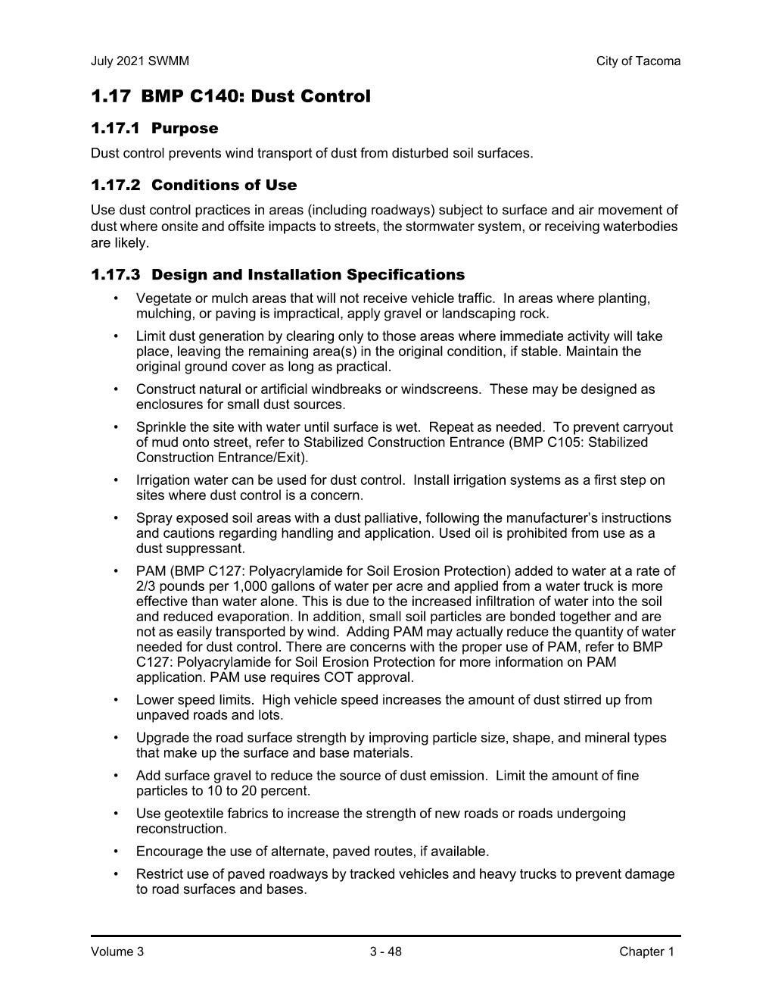 July 2021 SWMM
City of Tacoma
1.17 BMP C140: Dust Control
1.17.1 Purpose
Dust control prevents wind transport of dust from disturbed soil surfaces.
1.17.2 Conditions of Use
Use dust control practices in areas (including roadways) subject to surface and air movement of
dust where onsite and offsite impacts to streets, the stormwater system, or receiving waterbodies
are likely.
1.17.3 Design and Installation Specifications
• Vegetate or mulch areas that will not receive vehicle traffic. In areas where planting,
mulching, or paving is impractical, apply gravel or landscaping rock.
• Limit dust generation by clearing only to those areas where immediate activity will take
place, leaving the remaining area(s) in the original condition, if stable. Maintain the
original ground cover as long as practical.
• Construct natural or artificial windbreaks or windscreens. These may be designed as
enclosures for small dust sources.
• Sprinkle the site with water until surface is wet. Repeat as needed. To prevent carryout
of mud onto street, refer to Stabilized Construction Entrance (BMP C105: Stabilized
Construction Entrance/Exit).
• Irrigation water can be used for dust control. Install irrigation systems as a first step on
sites where dust control is a concern.
• Spray exposed soil areas with a dust palliative, following the manufacturer’s instructions
and cautions regarding handling and application. Used oil is prohibited from use as a
dust suppressant.
• PAM (BMP C127: Polyacrylamide for Soil Erosion Protection) added to water at a rate of
2/3 pounds per 1,000 gallons of water per acre and applied from a water truck is more
effective than water alone. This is due to the increased infiltration of water into the soil
and reduced evaporation. In addition, small soil particles are bonded together and are
not as easily transported by wind. Adding PAM may actually reduce the quantity of water
needed for dust control. There are concerns with the proper use of PAM, refer to BMP
C127: Polyacrylamide for Soil Erosion Protection for more information on PAM
application. PAM use requires COT approval.
• Lower speed limits. High vehicle speed increases the amount of dust stirred up from
unpaved roads and lots.
• Upgrade the road surface strength by improving particle size, shape, and mineral types
that make up the surface and base materials.
• Add surface gravel to reduce the source of dust emission. Limit the amount of fine
particles to 10 to 20 percent.
• Use geotextile fabrics to increase the strength of new roads or roads undergoing
reconstruction.
• Encourage the use of alternate, paved routes, if available.
• Restrict use of paved roadways by tracked vehicles and heavy trucks to prevent damage
to road surfaces and bases.
Volume 3
3 - 48
Chapter 1